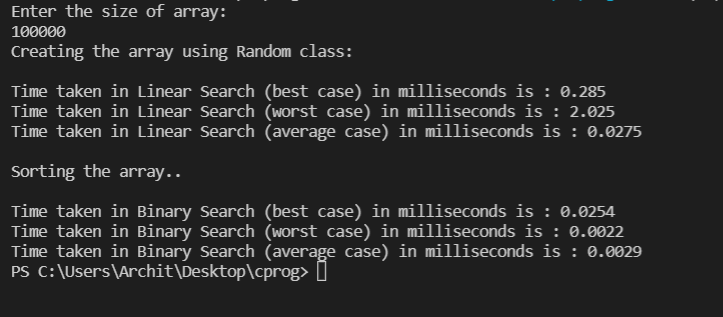 Enter the size of array:
100000
Creating the array using Random class:
Time taken in Linear Search (best case) in milliseconds is : 0.285
Time taken in Linear Search (worst case) in milliseconds is : 2.025
Time taken in Linear Search (average case) in milliseconds is : 0.0275
Sorting the array..
Time taken in Binary Search (best case) in milliseconds is : 0.0254
Time taken in Binary Search (worst case) in milliseconds is : 0.0022
Time taken in Binary Search (average case) in milliseconds is : 0.0029
PS C:\Users\Archit\Desktop\cprog>